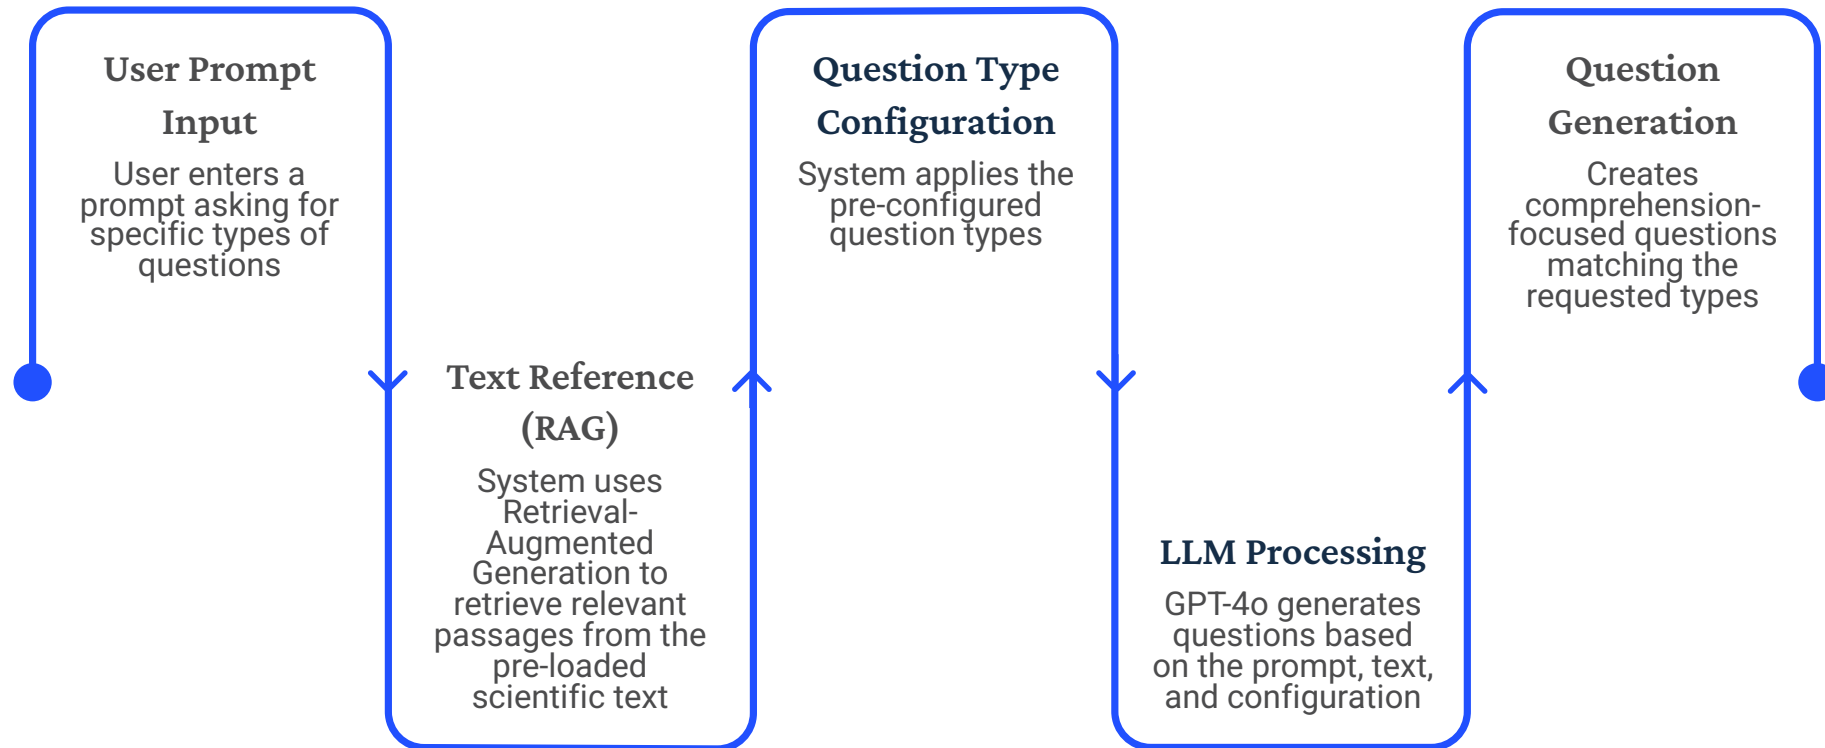 User Prompt
Input
User enters a
prompt asking for
specific types of
questions
Text Reference
(RAG)
System uses
Retrieval-
Augmented
Generation to
retrieve relevant
passages from the
pre-loaded
scientific text
Question Type
Configuration
System applies the
pre-configured
question types
LLM Processing
GPT-4o generates
questions based
on the prompt, text,
and configuration
Question
Generation
Creates
comprehension-
focused questions
matching the
requested types